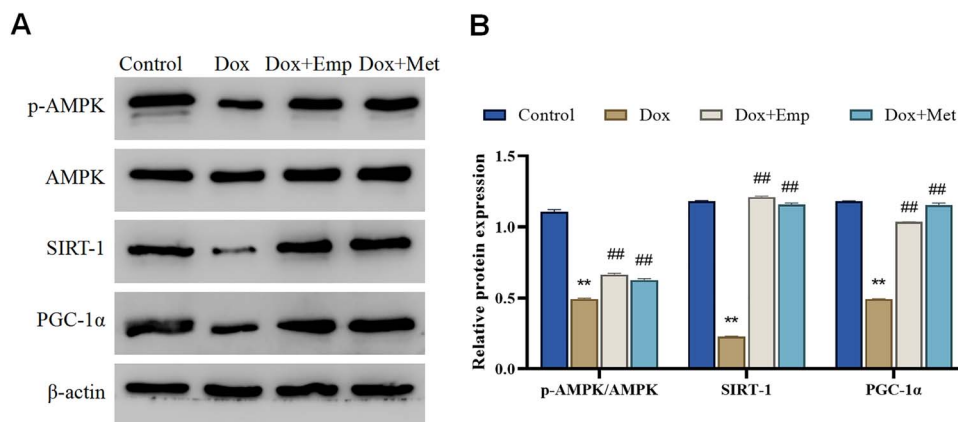 A
Control Dox Dox+Emp Dox+Met
p-AMPK
AMPK
SIRT-1
PGC-1α
β-actin
B
Control Dox Dox+Emp Dox+Met
Relative protein expression
1.5
1.0
0.5
0.0
** ## ##
** ## ##
** ## ##
p-AMPK/AMPK SIRT-1 PGC-1α